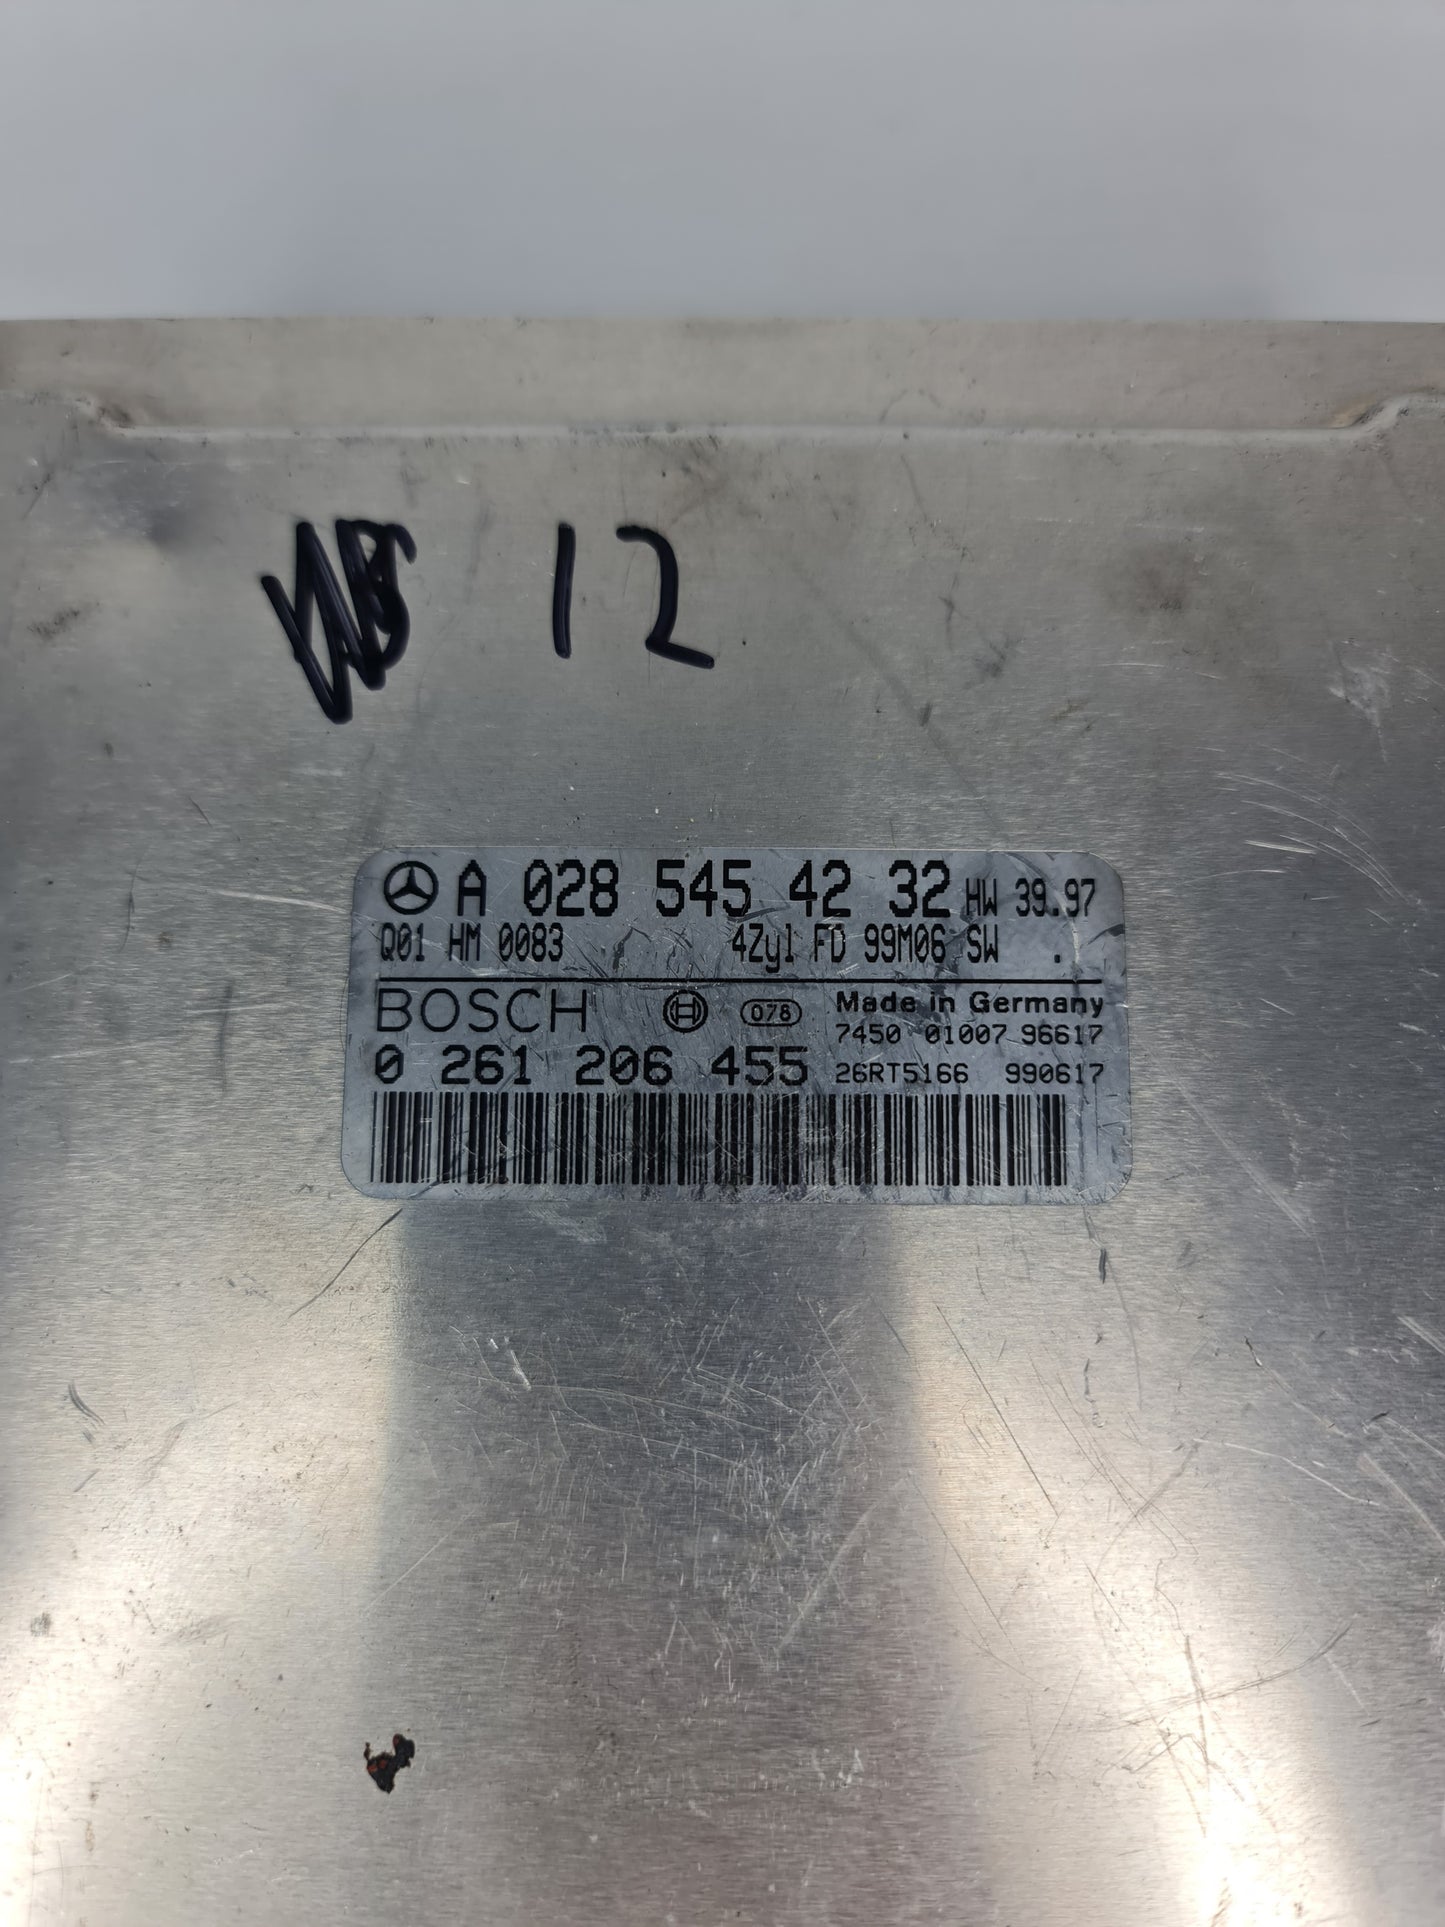 12
A 028 545 42 32 HW 39.97
Q01 HM 0083 4Zyl FD 99M06 SW .
BOSCH 078 Made in Germany
7450 01007 96617
0 261 206 455 26RT5166 990617